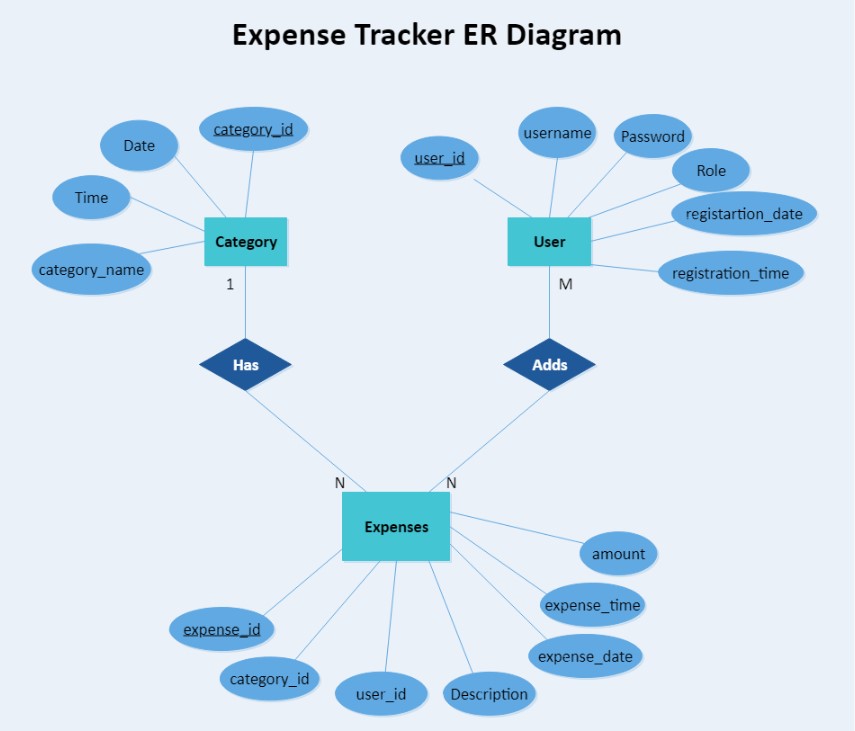 Expense Tracker ER Diagram
category_id
Date
Time
category_name
Category
1
Has
user_id
username
Password
Role
registartion_date
registration_time
User
M
Adds
N
N
Expenses
amount
expense_time
expense_date
expense_id
category_id
user_id
Description